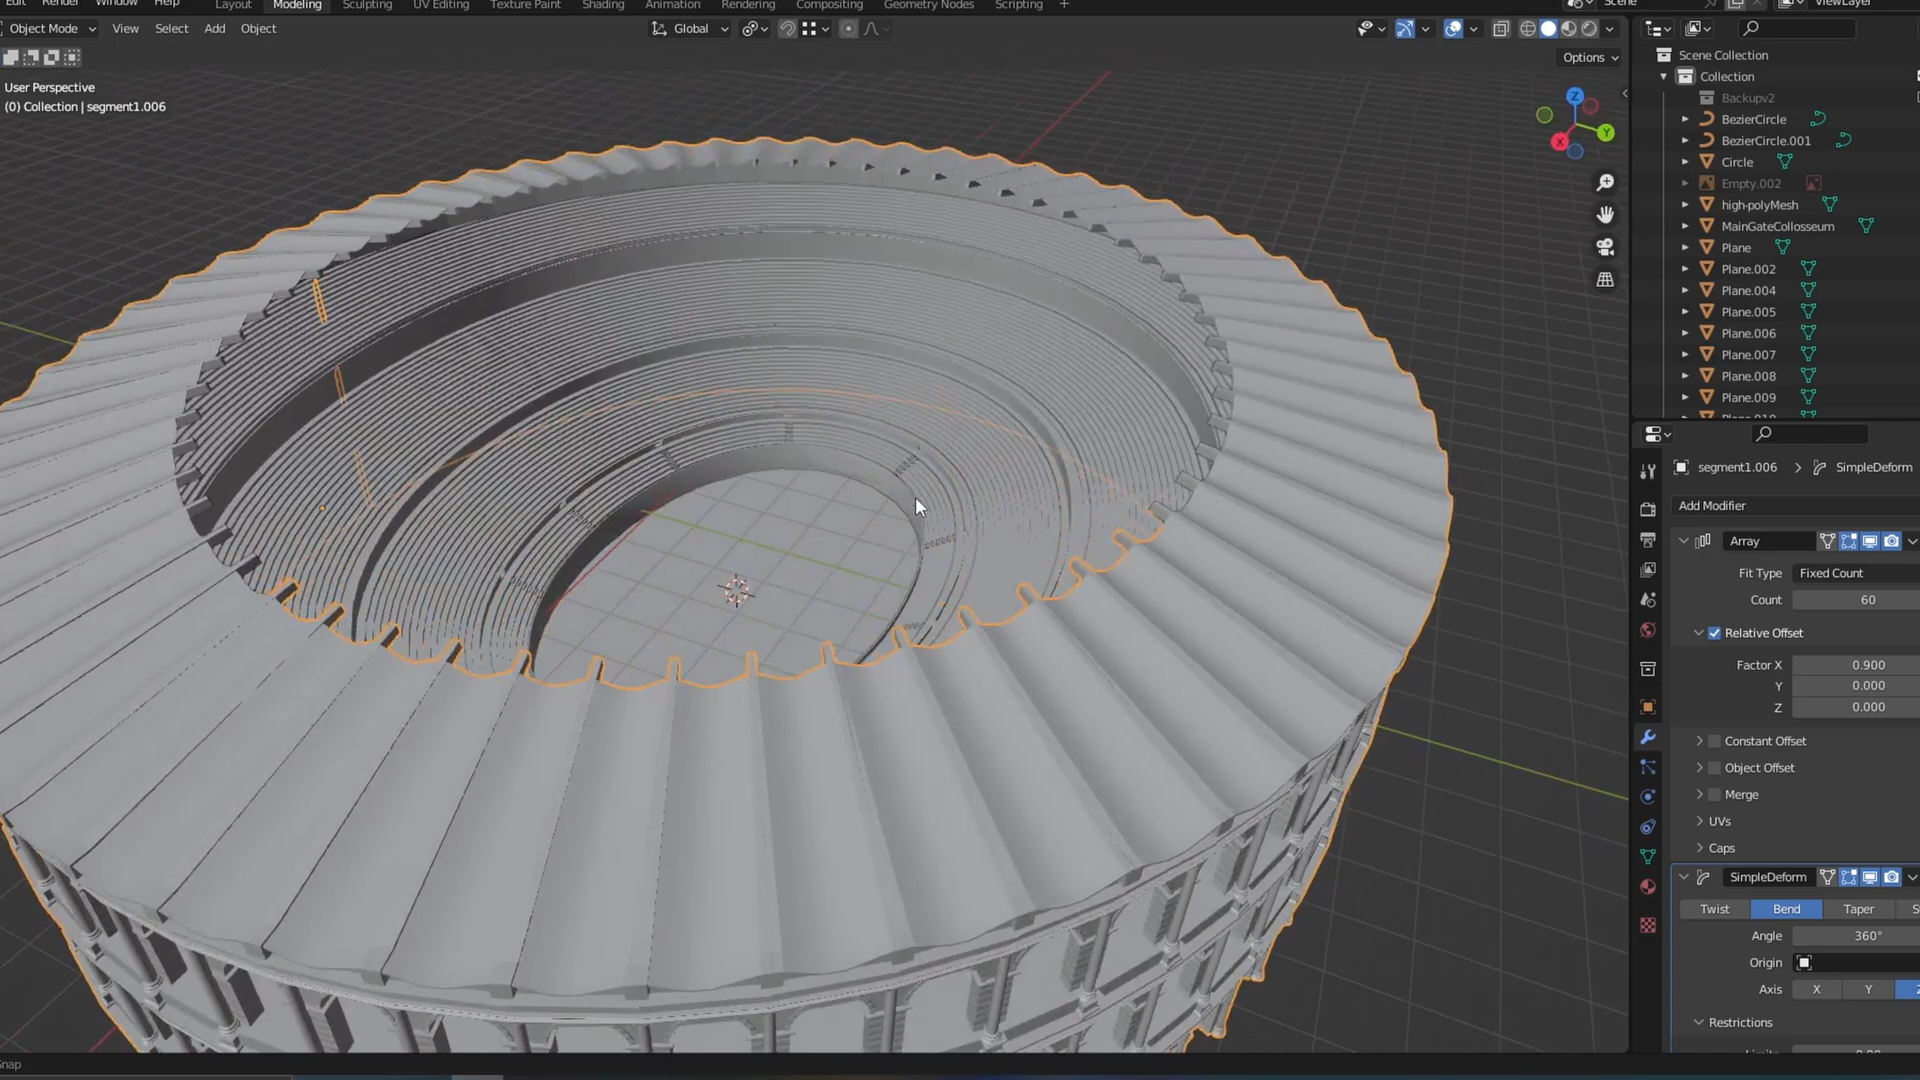 Edit Render Window Help Layout Modeling Sculpting UV Editing Texture Paint Shading Animation Rendering Compositing Geometry Nodes Scripting + Scene ViewLayer
Object Mode View Select Add Object Global
Options
User Perspective
(0) Collection | segment1.006
Z
Y
X
Scene Collection
Collection
Backupv2
BezierCircle
BezierCircle.001
Circle
Empty.002
high-polyMesh
MainGateCollosseum
Plane
Plane.002
Plane.004
Plane.005
Plane.006
Plane.007
Plane.008
Plane.009
segment1.006 > SimpleDeform
Add Modifier
Array
Fit Type Fixed Count
Count 60
Relative Offset
Factor X 0.900
Y 0.000
Z 0.000
Constant Offset
Object Offset
Merge
UVs
Caps
SimpleDeform
Twist Bend Taper
Angle 360°
Origin
Axis X Y Z
Restrictions
Snap